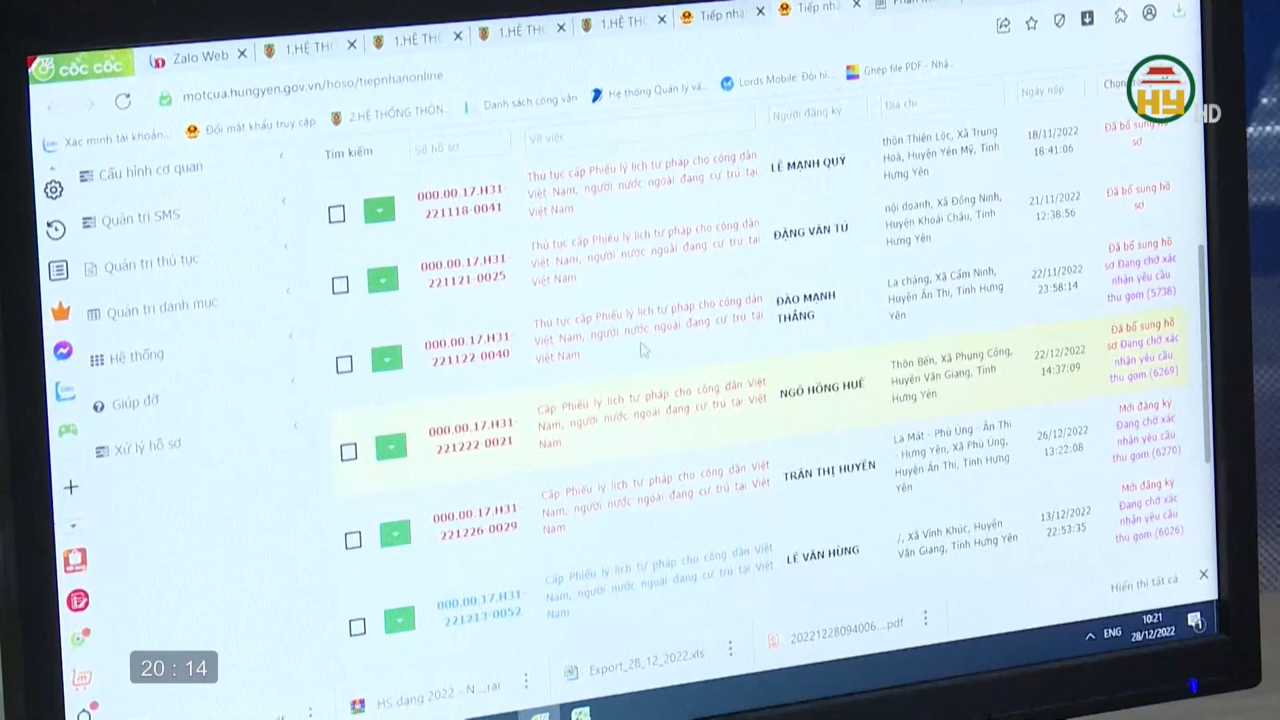 Zalo Web
1.HỆ THỐ
1.HỆ THỐ
1.HỆ THỐ
1.HỆ THỐ
Tiếp nhậ
Tiếp nh
CỐC CỐC
motcua.hungyen.gov.vn/hoso/tiepnhanonline
Xác minh tài khoản...
Đổi mật khẩu truy cập
2.HỆ THỐNG THÔN...
Danh sách công văn
Hệ thống Quản lý vă...
Lords Mobile: Đội hì...
Ghép file PDF - Nhậ...
HY HD
Cấu hình cơ quan
Quản trị SMS
Quản trị thủ tục
Quản trị danh mục
Hệ thống
Giúp đỡ
Xử lý hồ sơ
Tìm kiếm
Số hồ sơ
Về việc
Người đăng ký
Địa chỉ
Ngày nộp
000.00.17.H31-
221118-0041
Thủ tục cấp Phiếu lý lịch tư pháp cho công dân
Việt Nam, người nước ngoài đang cư trú tại
Việt Nam
LÊ MẠNH QUÝ
thôn Thiên Lộc, Xã Trung
Hoà, Huyện Yên Mỹ, Tỉnh
Hưng Yên
18/11/2022
18:41:06
Đã bổ sung hồ
sơ
000.00.17.H31-
221121-0025
Thủ tục cấp Phiếu lý lịch tư pháp cho công dân
Việt Nam, người nước ngoài đang cư trú tại
Việt Nam
ĐẶNG VĂN TÚ
nội doanh, Xã Đồng Ninh,
Huyện Khoái Châu, Tỉnh
Hưng Yên
21/11/2022
12:38:56
Đã bổ sung hồ
sơ
000.00.17.H31-
221122-0040
Thủ tục cấp Phiếu lý lịch tư pháp cho công dân
Việt Nam, người nước ngoài đang cư trú tại
Việt Nam
ĐÀO MẠNH
THẮNG
La chàng, Xã Cẩm Ninh,
Huyện Ân Thi, Tỉnh Hưng
Yên
22/11/2022
23:58:14
Đã bổ sung hồ
sơ Đang chờ xác
nhận yêu cầu
thu gom (5738)
000.00.17.H31-
221222-0021
Cấp Phiếu lý lịch tư pháp cho công dân Việt
Nam, người nước ngoài đang cư trú tại Việt
Nam
NGÔ HỒNG HUẾ
Thôn Bến, Xã Phụng Công,
Huyện Văn Giang, Tỉnh
Hưng Yên
22/12/2022
14:37:09
Đã bổ sung hồ
sơ Đang chờ xác
nhận yêu cầu
thu gom (6269)
000.00.17.H31-
221226-0029
Cấp Phiếu lý lịch tư pháp cho công dân Việt
Nam, người nước ngoài đang cư trú tại Việt
Nam
TRẦN THỊ HUYỀN
La Mát - Phù Ủng - Ân Thi
- Hưng Yên, Xã Phù Ủng,
Huyện Ân Thi, Tỉnh Hưng
Yên
26/12/2022
13:22:08
Mới đăng ký
Đang chờ xác
nhận yêu cầu
thu gom (6270)
000.00.17.H31-
221213-0052
Cấp Phiếu lý lịch tư pháp cho công dân Việt
Nam, người nước ngoài đang cư trú tại Việt
Nam
LÊ VĂN HÙNG
/, Xã Vĩnh Khúc, Huyện
Văn Giang, Tỉnh Hưng Yên
13/12/2022
22:53:35
Mới đăng ký
Đang chờ xác
nhận yêu cầu
thu gom (6026)
HS dang 2022 - N....rar
Export_28_12_2022.xls
20221228094006....pdf
Hiển thị tất cả
ENG
10:21
28/12/2022
20 : 14